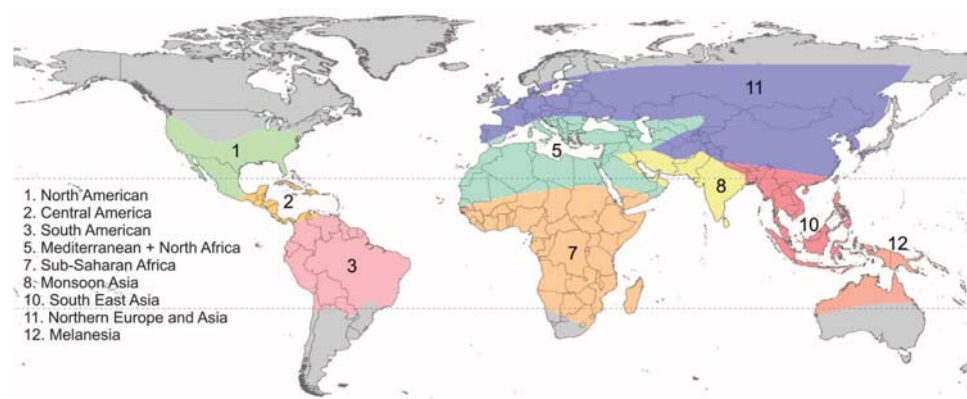 11
1
5
8
1. North American
2. Central America
3. South American
5. Mediterranean + North Africa
7. Sub-Saharan Africa
8. Monsoon Asia
10. South East Asia
11. Northern Europe and Asia
12. Melanesia
2
10
12
7
3